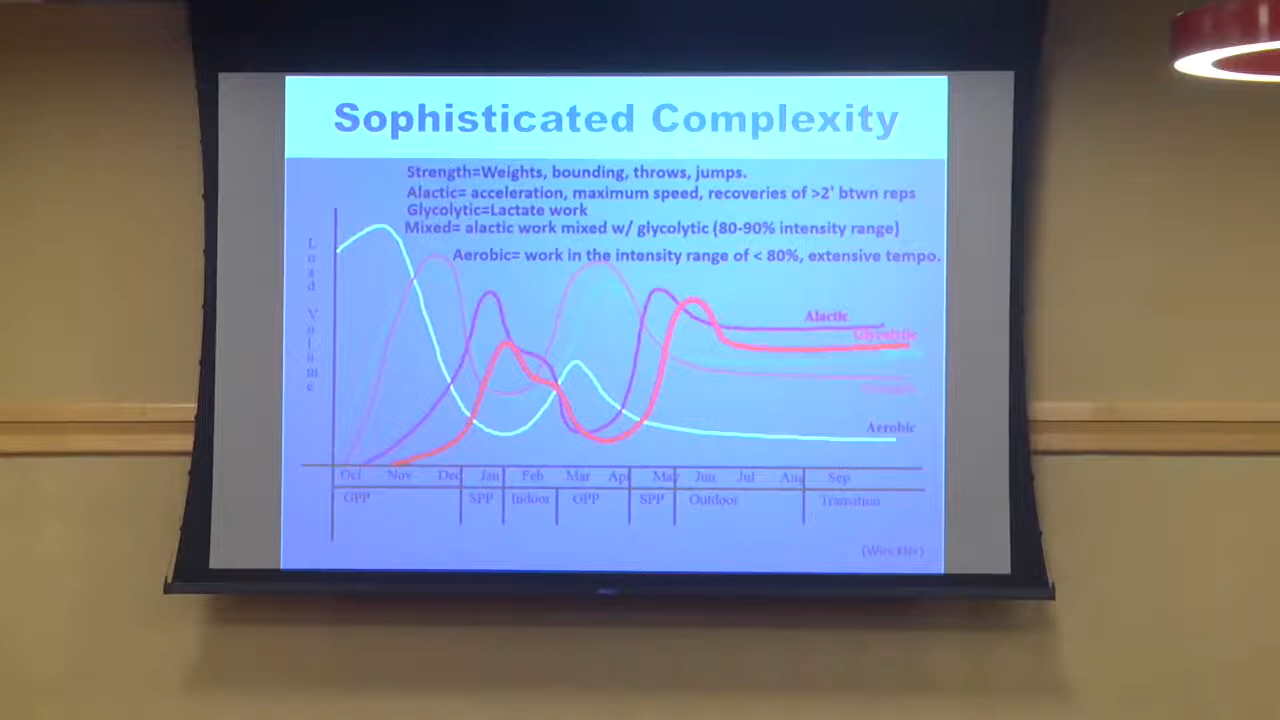 Sophisticated Complexity
Strength=Weights, bounding, throws, jumps.
Alactic= acceleration, maximum speed, recoveries of >2' btwn reps
Glycolytic=Lactate work
Mixed= alactic work mixed w/ glycolytic (80-90% intensity range)
Aerobic= work in the intensity range of < 80%, extensive tempo.
Load Volume
Alactic
Glycolytic
Aerobic
Oct Nov Dec Jan Feb Mar Apr May Jun Jul Aug Sep
GPP SPP Indoor GPP SPP Outdoor Transition
(Winckler)